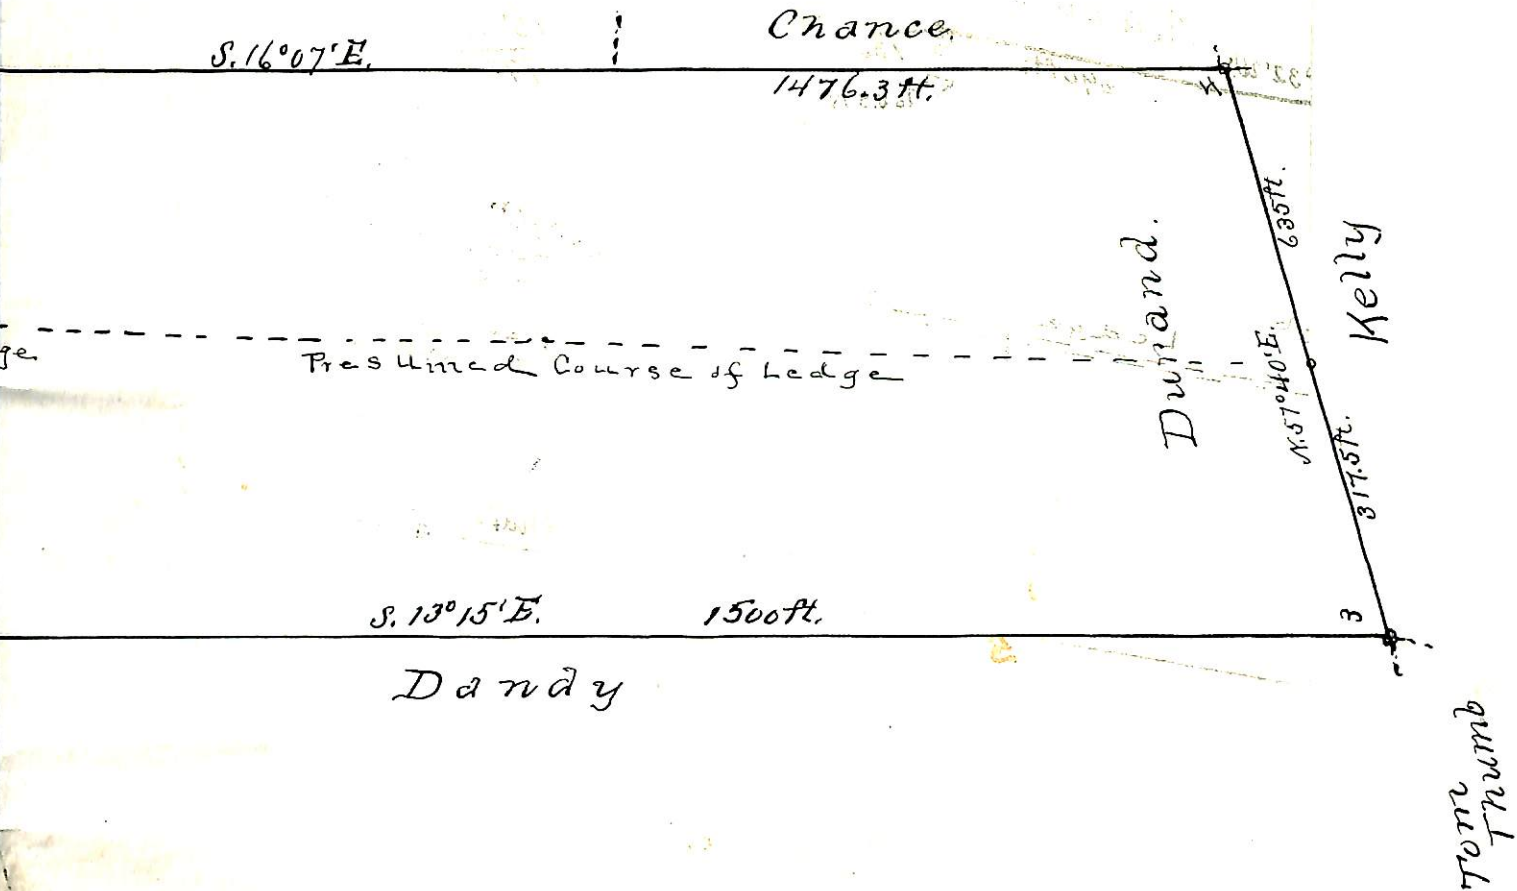 Chance.
S. 16°07' E.
1476.3 ft.
4
635 ft.
Kelly
Durand.
N. 57°40' E.
317.5 ft.
ge
Presumed Course of Ledge
3
S. 13°15' E. 1500 ft.
Dandy
Tom
Thumb